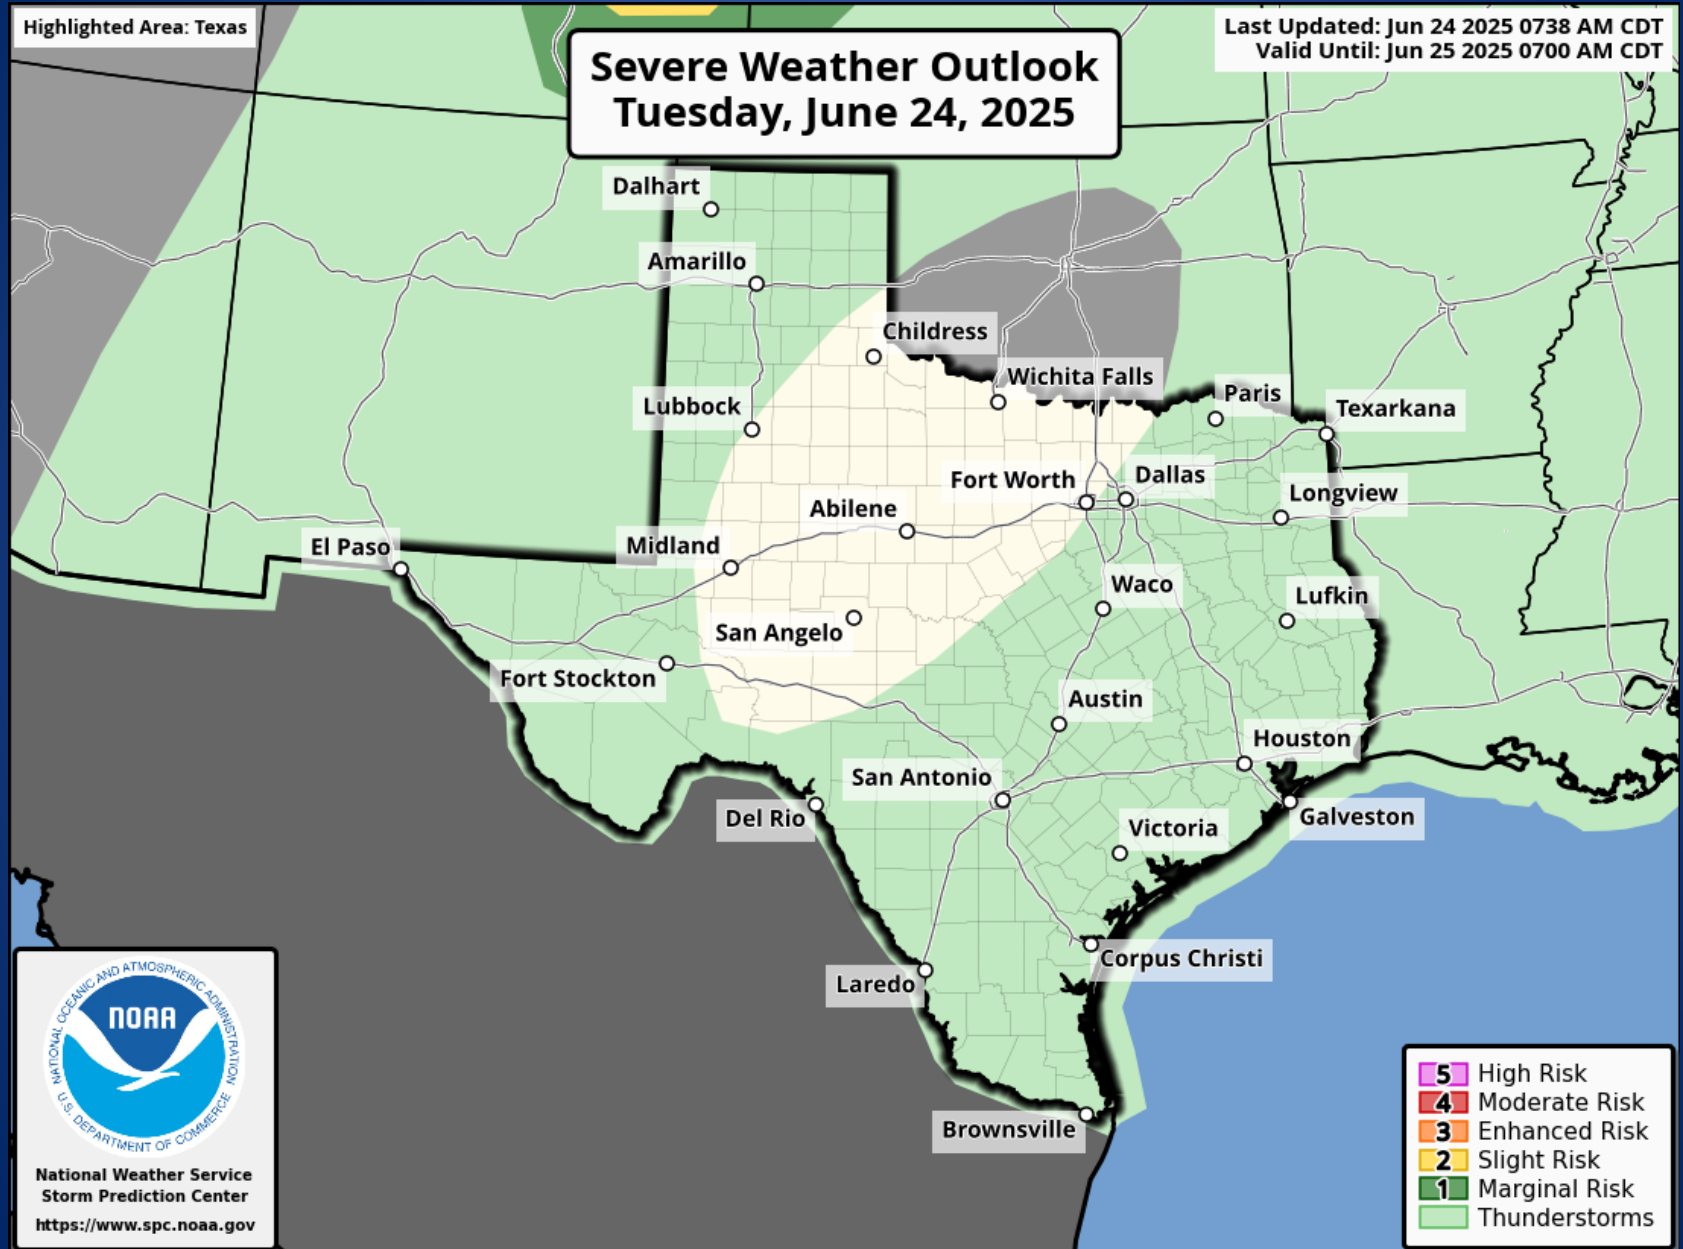 Highlighted Area: Texas
Severe Weather Outlook
Tuesday, June 24, 2025
Last Updated: Jun 24 2025 0738 AM CDT
Valid Until: Jun 25 2025 0700 AM CDT
Dalhart
Amarillo
Childress
Wichita Falls
Paris
Lubbock
Texarkana
Fort Worth
Dallas
Longview
Abilene
El Paso
Midland
Waco
Lufkin
San Angelo
Fort Stockton
Austin
Houston
San Antonio
Del Rio
Galveston
Victoria
Corpus Christi
Laredo
Brownsville
NATIONAL OCEANIC AND ATMOSPHERIC ADMINISTRATION
NOAA
U.S. DEPARTMENT OF COMMERCE
National Weather Service
Storm Prediction Center
https://www.spc.noaa.gov
5 High Risk
4 Moderate Risk
3 Enhanced Risk
2 Slight Risk
1 Marginal Risk
Thunderstorms